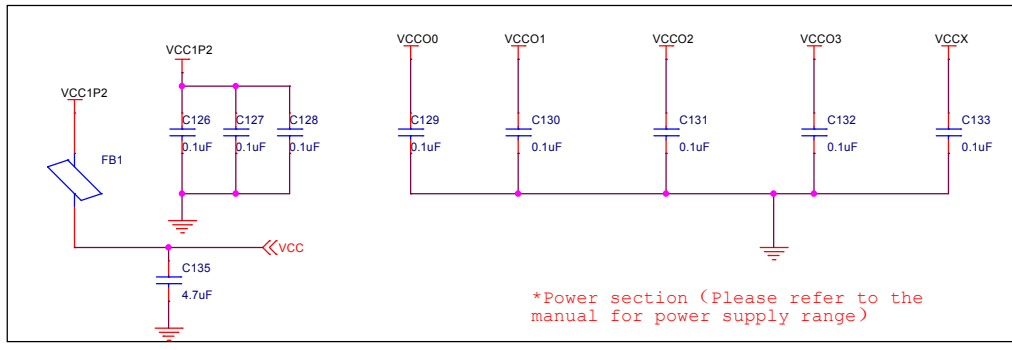 VCC1P2
FB1
VCC1P2
C126
0.1uF
C127
0.1uF
C128
0.1uF
VCC
C135
4.7uF
VCCO0
C129
0.1uF
VCCO1
C130
0.1uF
VCCO2
C131
0.1uF
VCCO3
C132
0.1uF
VCCX
C133
0.1uF
*Power section (Please refer to the
manual for power supply range)